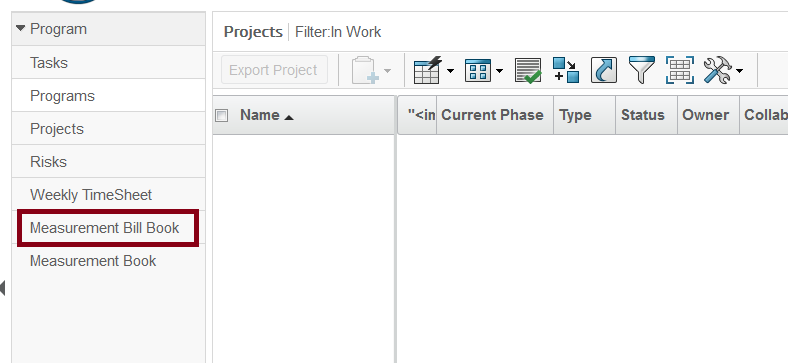 Program
Tasks
Programs
Projects
Risks
Weekly TimeSheet
Measurement Bill Book
Measurement Book
Projects Filter:In Work
Export Project
Name "<in Current Phase Type Status Owner Collab